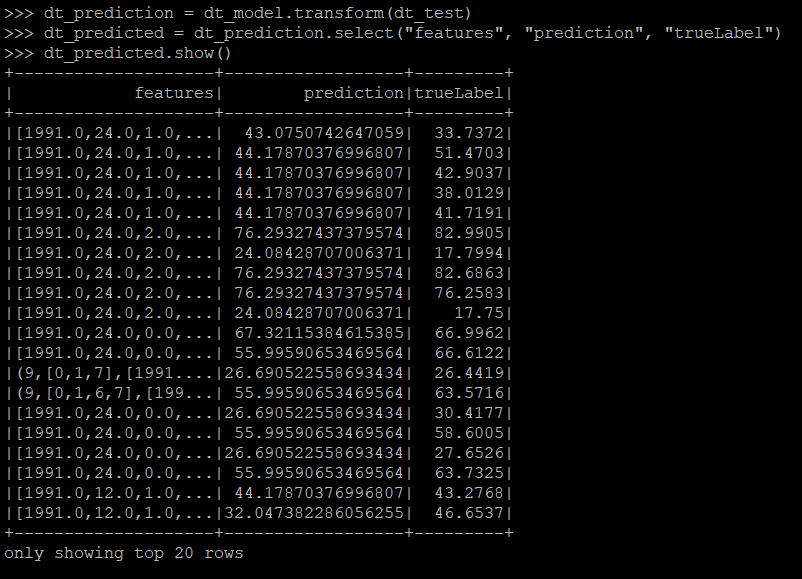 >>> dt_prediction = dt_model.transform(dt_test)
>>> dt_predicted = dt_prediction.select("features", "prediction", "trueLabel")
>>> dt_predicted.show()
+--------------------+------------------+---------+
|            features|        prediction|trueLabel|
+--------------------+------------------+---------+
|[1991.0,24.0,1.0,...|  43.0750742647059|  33.7372|
|[1991.0,24.0,1.0,...| 44.17870376996807|  51.4703|
|[1991.0,24.0,1.0,...| 44.17870376996807|  42.9037|
|[1991.0,24.0,1.0,...| 44.17870376996807|  38.0129|
|[1991.0,24.0,1.0,...| 44.17870376996807|  41.7191|
|[1991.0,24.0,2.0,...| 76.29327437379574|  82.9905|
|[1991.0,24.0,2.0,...| 24.08428707006371|  17.7994|
|[1991.0,24.0,2.0,...| 76.29327437379574|  82.6863|
|[1991.0,24.0,2.0,...| 76.29327437379574|  76.2583|
|[1991.0,24.0,2.0,...| 24.08428707006371|    17.75|
|[1991.0,24.0,0.0,...| 67.32115384615385|  66.9962|
|[1991.0,24.0,0.0,...| 55.99590653469564|  66.6122|
|(9,[0,1,7],[1991....|26.690522558693434|  26.4419|
|(9,[0,1,6,7],[199...| 55.99590653469564|  63.5716|
|[1991.0,24.0,0.0,...|26.690522558693434|  30.4177|
|[1991.0,24.0,0.0,...| 55.99590653469564|  58.6005|
|[1991.0,24.0,0.0,...|26.690522558693434|  27.6526|
|[1991.0,24.0,0.0,...| 55.99590653469564|  63.7325|
|[1991.0,12.0,1.0,...| 44.17870376996807|  43.2768|
|[1991.0,12.0,1.0,...|32.047382286056255|  46.6537|
+--------------------+------------------+---------+
only showing top 20 rows